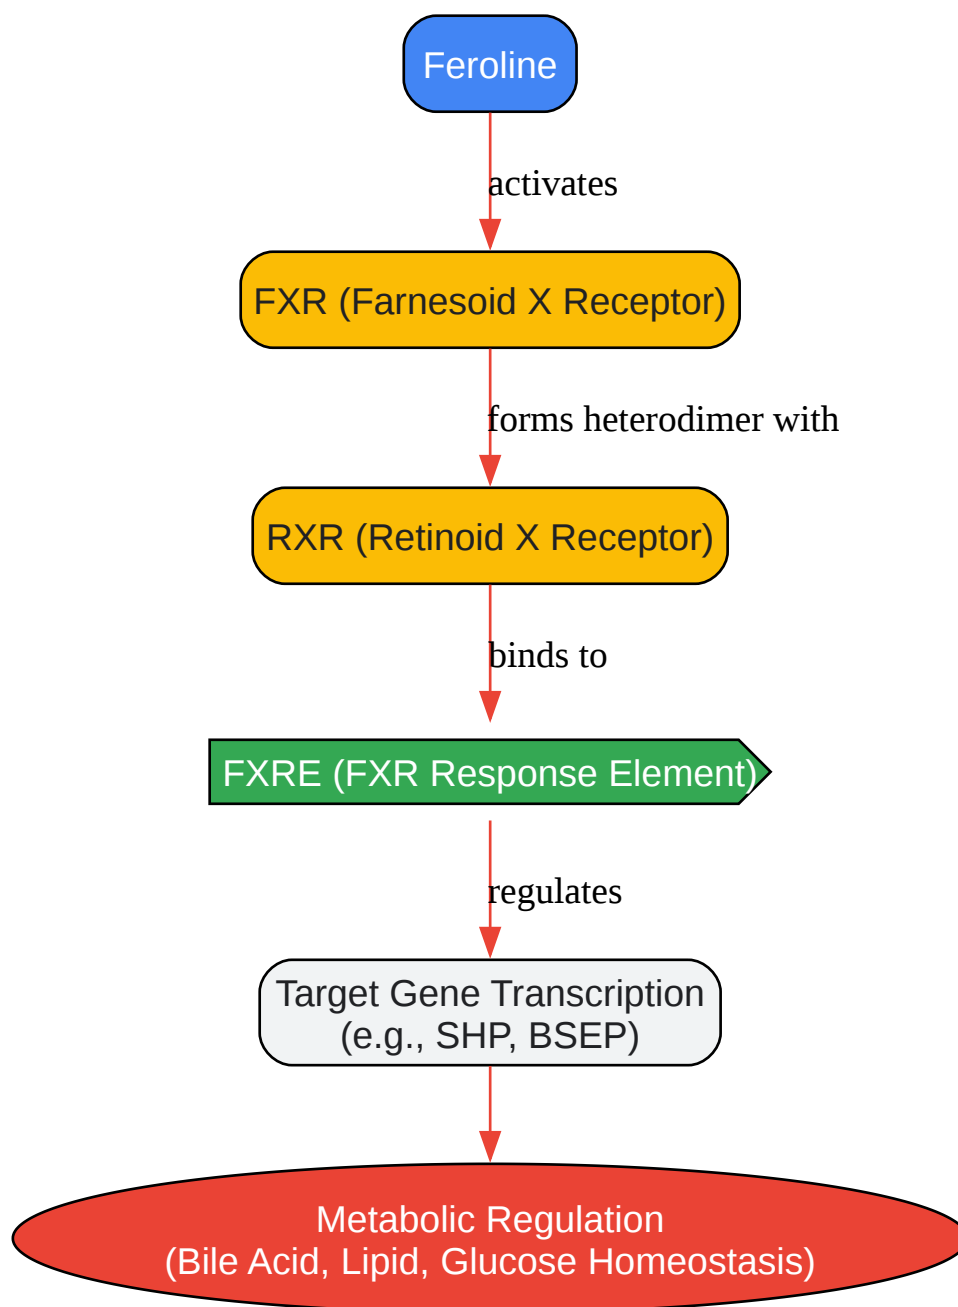 Feroline
activates
FXR (Farnesoid X Receptor)
forms heterodimer with
RXR (Retinoid X Receptor)
binds to
FXRE (FXR Response Element)
regulates
Target Gene Transcription
(e.g., SHP, BSEP)
Metabolic Regulation
(Bile Acid, Lipid, Glucose Homeostasis)